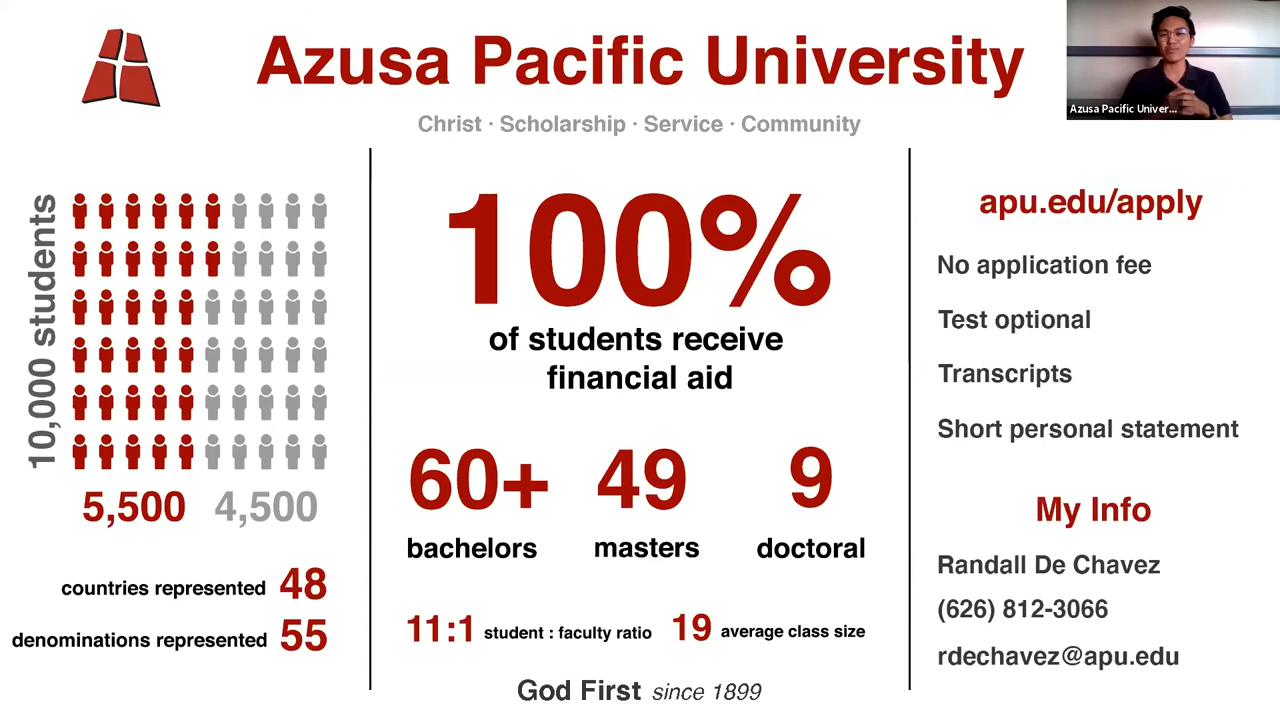 Azusa Pacific University
Christ · Scholarship · Service · Community
Azusa Pacific Univer...
10,000 students
5,500 4,500
countries represented 48
denominations represented 55
100%
of students receive
financial aid
60+ 49 9
bachelors masters doctoral
11:1 student : faculty ratio 19 average class size
God First since 1899
apu.edu/apply
No application fee
Test optional
Transcripts
Short personal statement
My Info
Randall De Chavez
(626) 812-3066
rdechavez@apu.edu